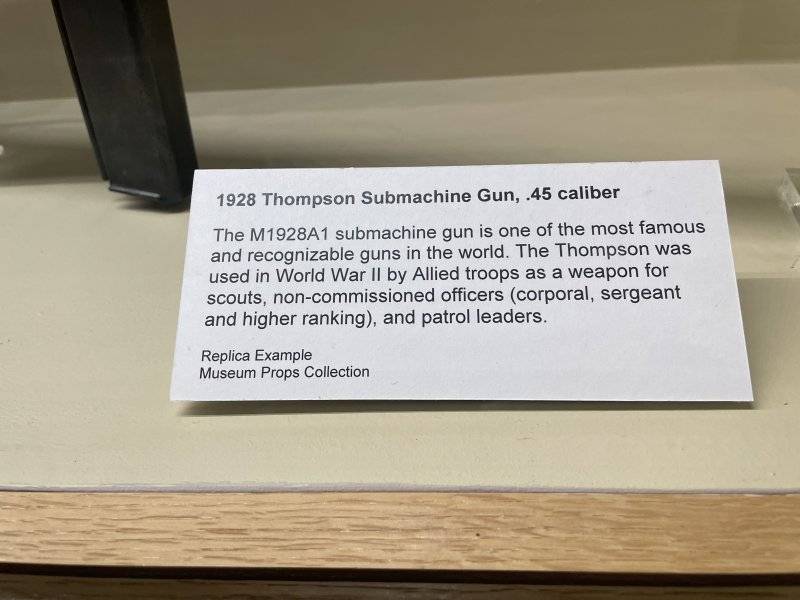 1928 Thompson Submachine Gun, .45 caliber
The M1928A1 submachine gun is one of the most famous
and recognizable guns in the world. The Thompson was
used in World War II by Allied troops as a weapon for
scouts, non-commissioned officers (corporal, sergeant
and higher ranking), and patrol leaders.
Replica Example
Museum Props Collection